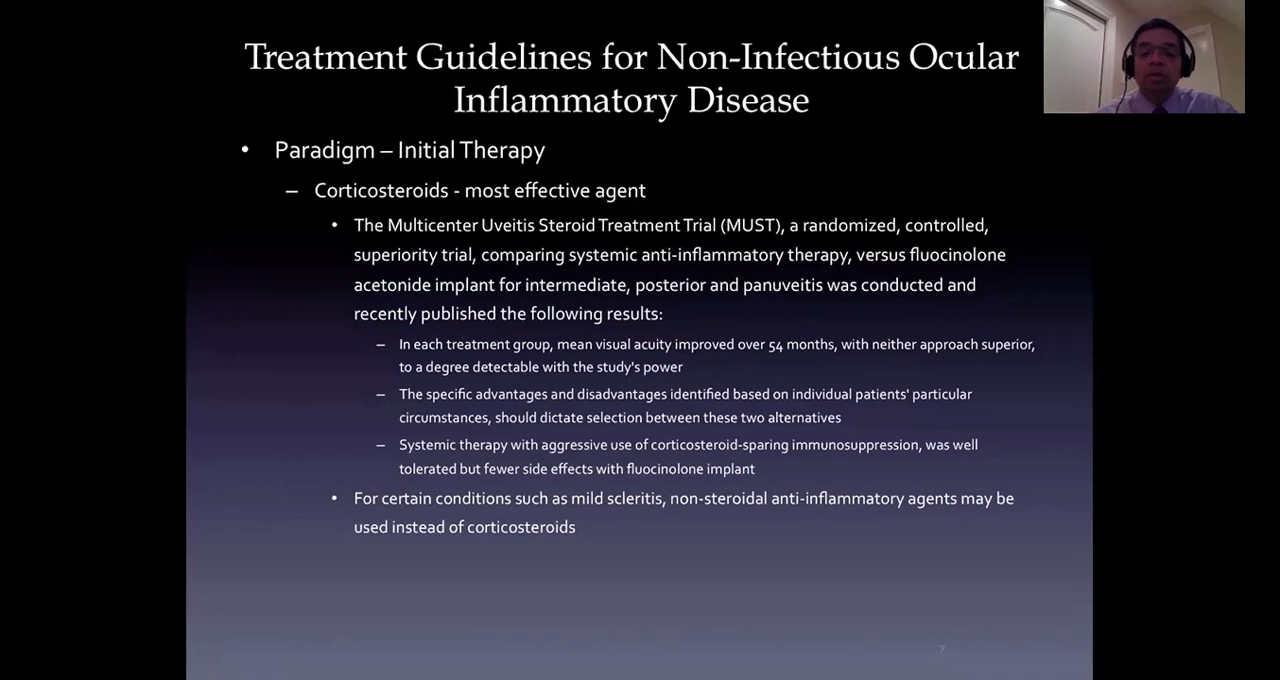 Treatment Guidelines for Non-Infectious Ocular
Inflammatory Disease
• Paradigm – Initial Therapy
– Corticosteroids - most effective agent
• The Multicenter Uveitis Steroid Treatment Trial (MUST), a randomized, controlled,
superiority trial, comparing systemic anti-inflammatory therapy, versus fluocinolone
acetonide implant for intermediate, posterior and panuveitis was conducted and
recently published the following results:
– In each treatment group, mean visual acuity improved over 54 months, with neither approach superior,
to a degree detectable with the study's power
– The specific advantages and disadvantages identified based on individual patients' particular
circumstances, should dictate selection between these two alternatives
– Systemic therapy with aggressive use of corticosteroid-sparing immunosuppression, was well
tolerated but fewer side effects with fluocinolone implant
• For certain conditions such as mild scleritis, non-steroidal anti-inflammatory agents may be
used instead of corticosteroids
7